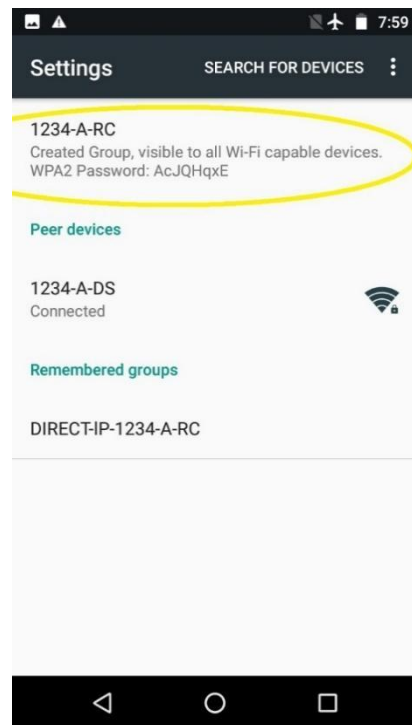 7:59
Settings SEARCH FOR DEVICES
1234-A-RC
Created Group, visible to all Wi-Fi capable devices.
WPA2 Password: AcJQHqxE
Peer devices
1234-A-DS
Connected
Remembered groups
DIRECT-IP-1234-A-RC